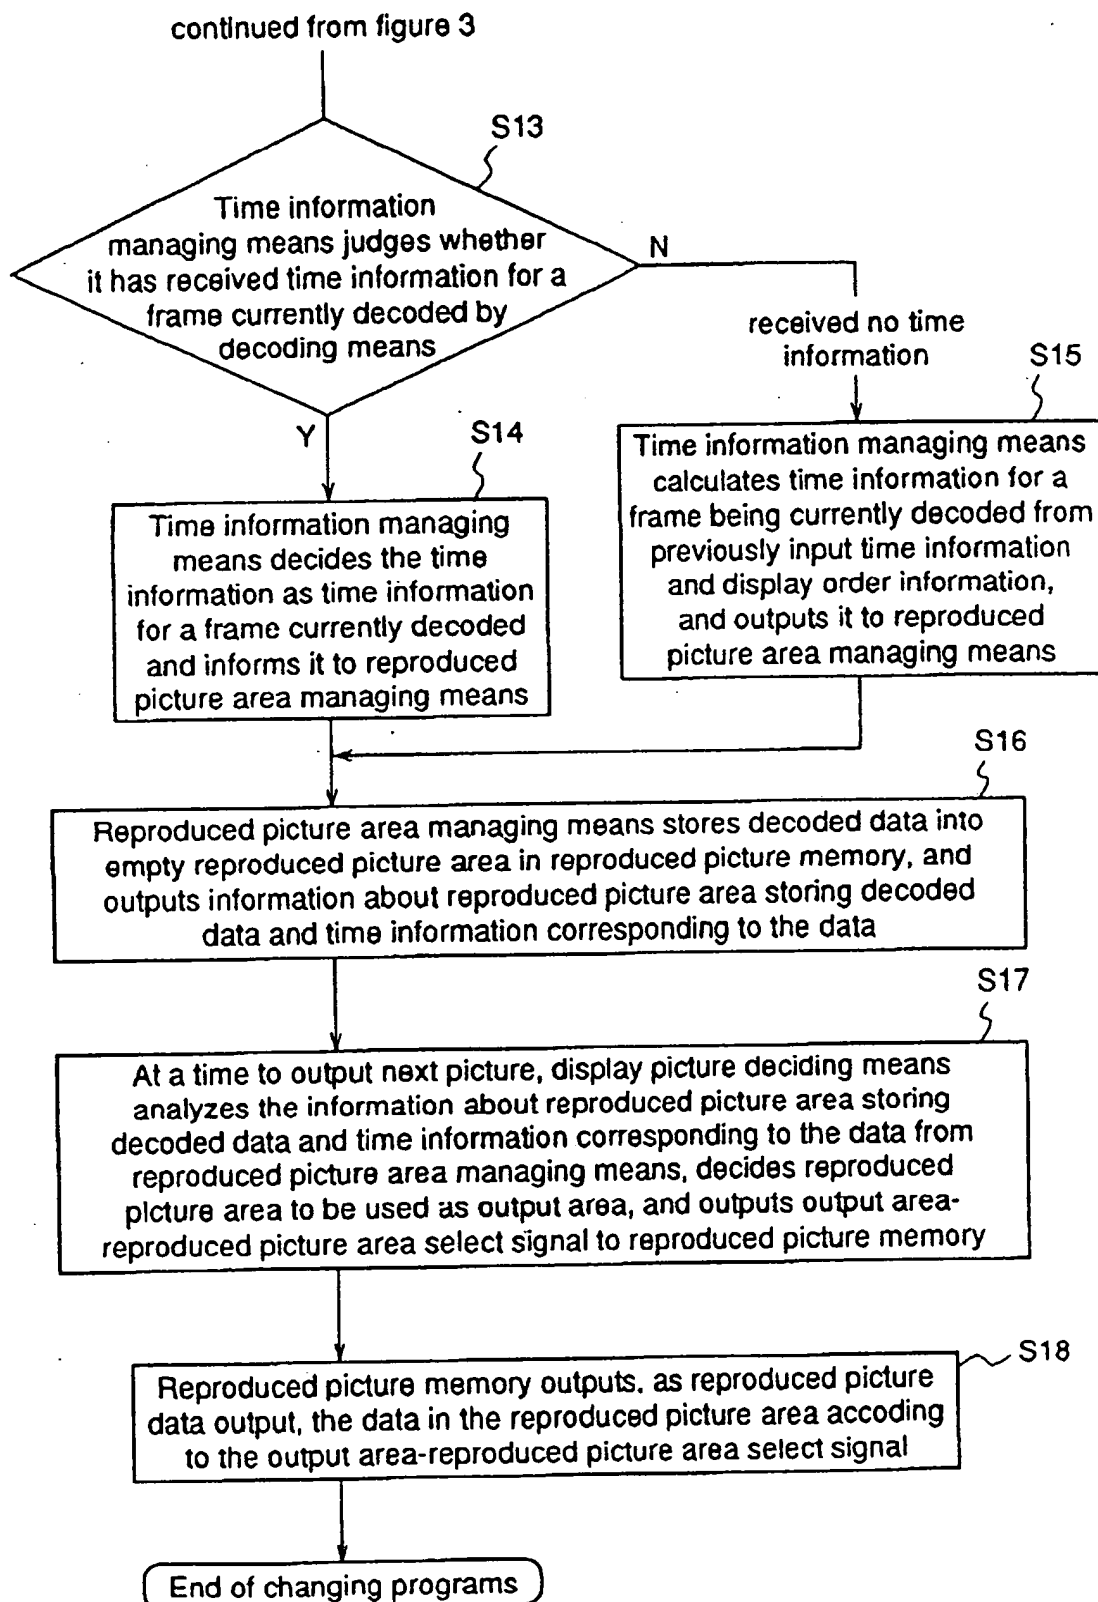 continued from figure 3
S13
Time information
managing means judges whether
it has received time information for a
frame currently decoded by
decoding means
N
received no time
information
S15
Y
S14
Time information managing means
calculates time information for a
frame being currently decoded from
previously input time information
and display order information,
and outputs it to reproduced
picture area managing means
Time information managing
means decides the time
information as time information
for a frame currently decoded
and informs it to reproduced
picture area managing means
S16
Reproduced picture area managing means stores decoded data into
empty reproduced picture area in reproduced picture memory, and
outputs information about reproduced picture area storing decoded
data and time information corresponding to the data
S17
At a time to output next picture, display picture deciding means
analyzes the information about reproduced picture area storing
decoded data and time information corresponding to the data from
reproduced picture area managing means, decides reproduced
picture area to be used as output area, and outputs output area-
reproduced picture area select signal to reproduced picture memory
S18
Reproduced picture memory outputs, as reproduced picture
data output, the data in the reproduced picture area accoding
to the output area-reproduced picture area select signal
End of changing programs